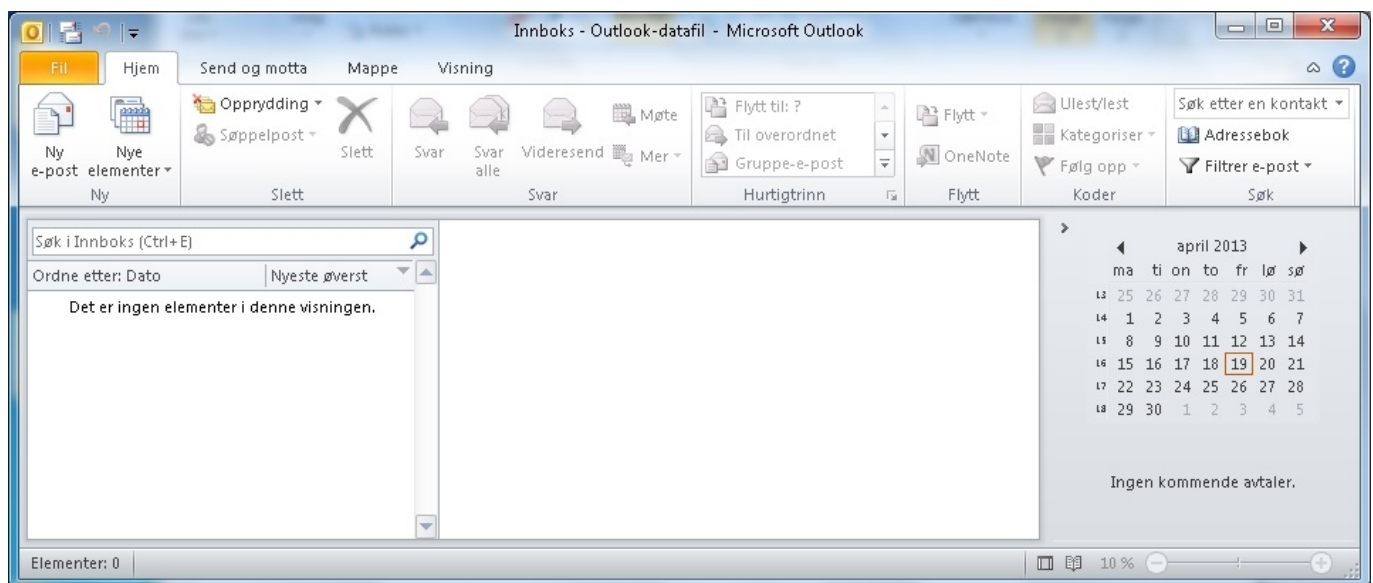 Innboks - Outlook-datafil - Microsoft Outlook
Fil Hjem Send og motta Mappe Visning
Ny e-post
Nye elementer
Ny
Opprydding
Søppelpost
Slett
Slett
Svar
Svar alle
Videresend
Møte
Mer
Svar
Flytt til: ?
Til overordnet
Gruppe-e-post
Hurtigtrinn
Flytt
OneNote
Flytt
Ulest/lest
Kategoriser
Følg opp
Koder
Søk etter en kontakt
Adressebok
Filtrer e-post
Søk
Søk i Innboks (Ctrl+E)
Ordne etter: Dato Nyeste øverst
Det er ingen elementer i denne visningen.
april 2013
ma ti on to fr lø sø
13 25 26 27 28 29 30 31
14 1 2 3 4 5 6 7
15 8 9 10 11 12 13 14
16 15 16 17 18 19 20 21
17 22 23 24 25 26 27 28
18 29 30 1 2 3 4 5
Ingen kommende avtaler.
Elementer: 0
10 %